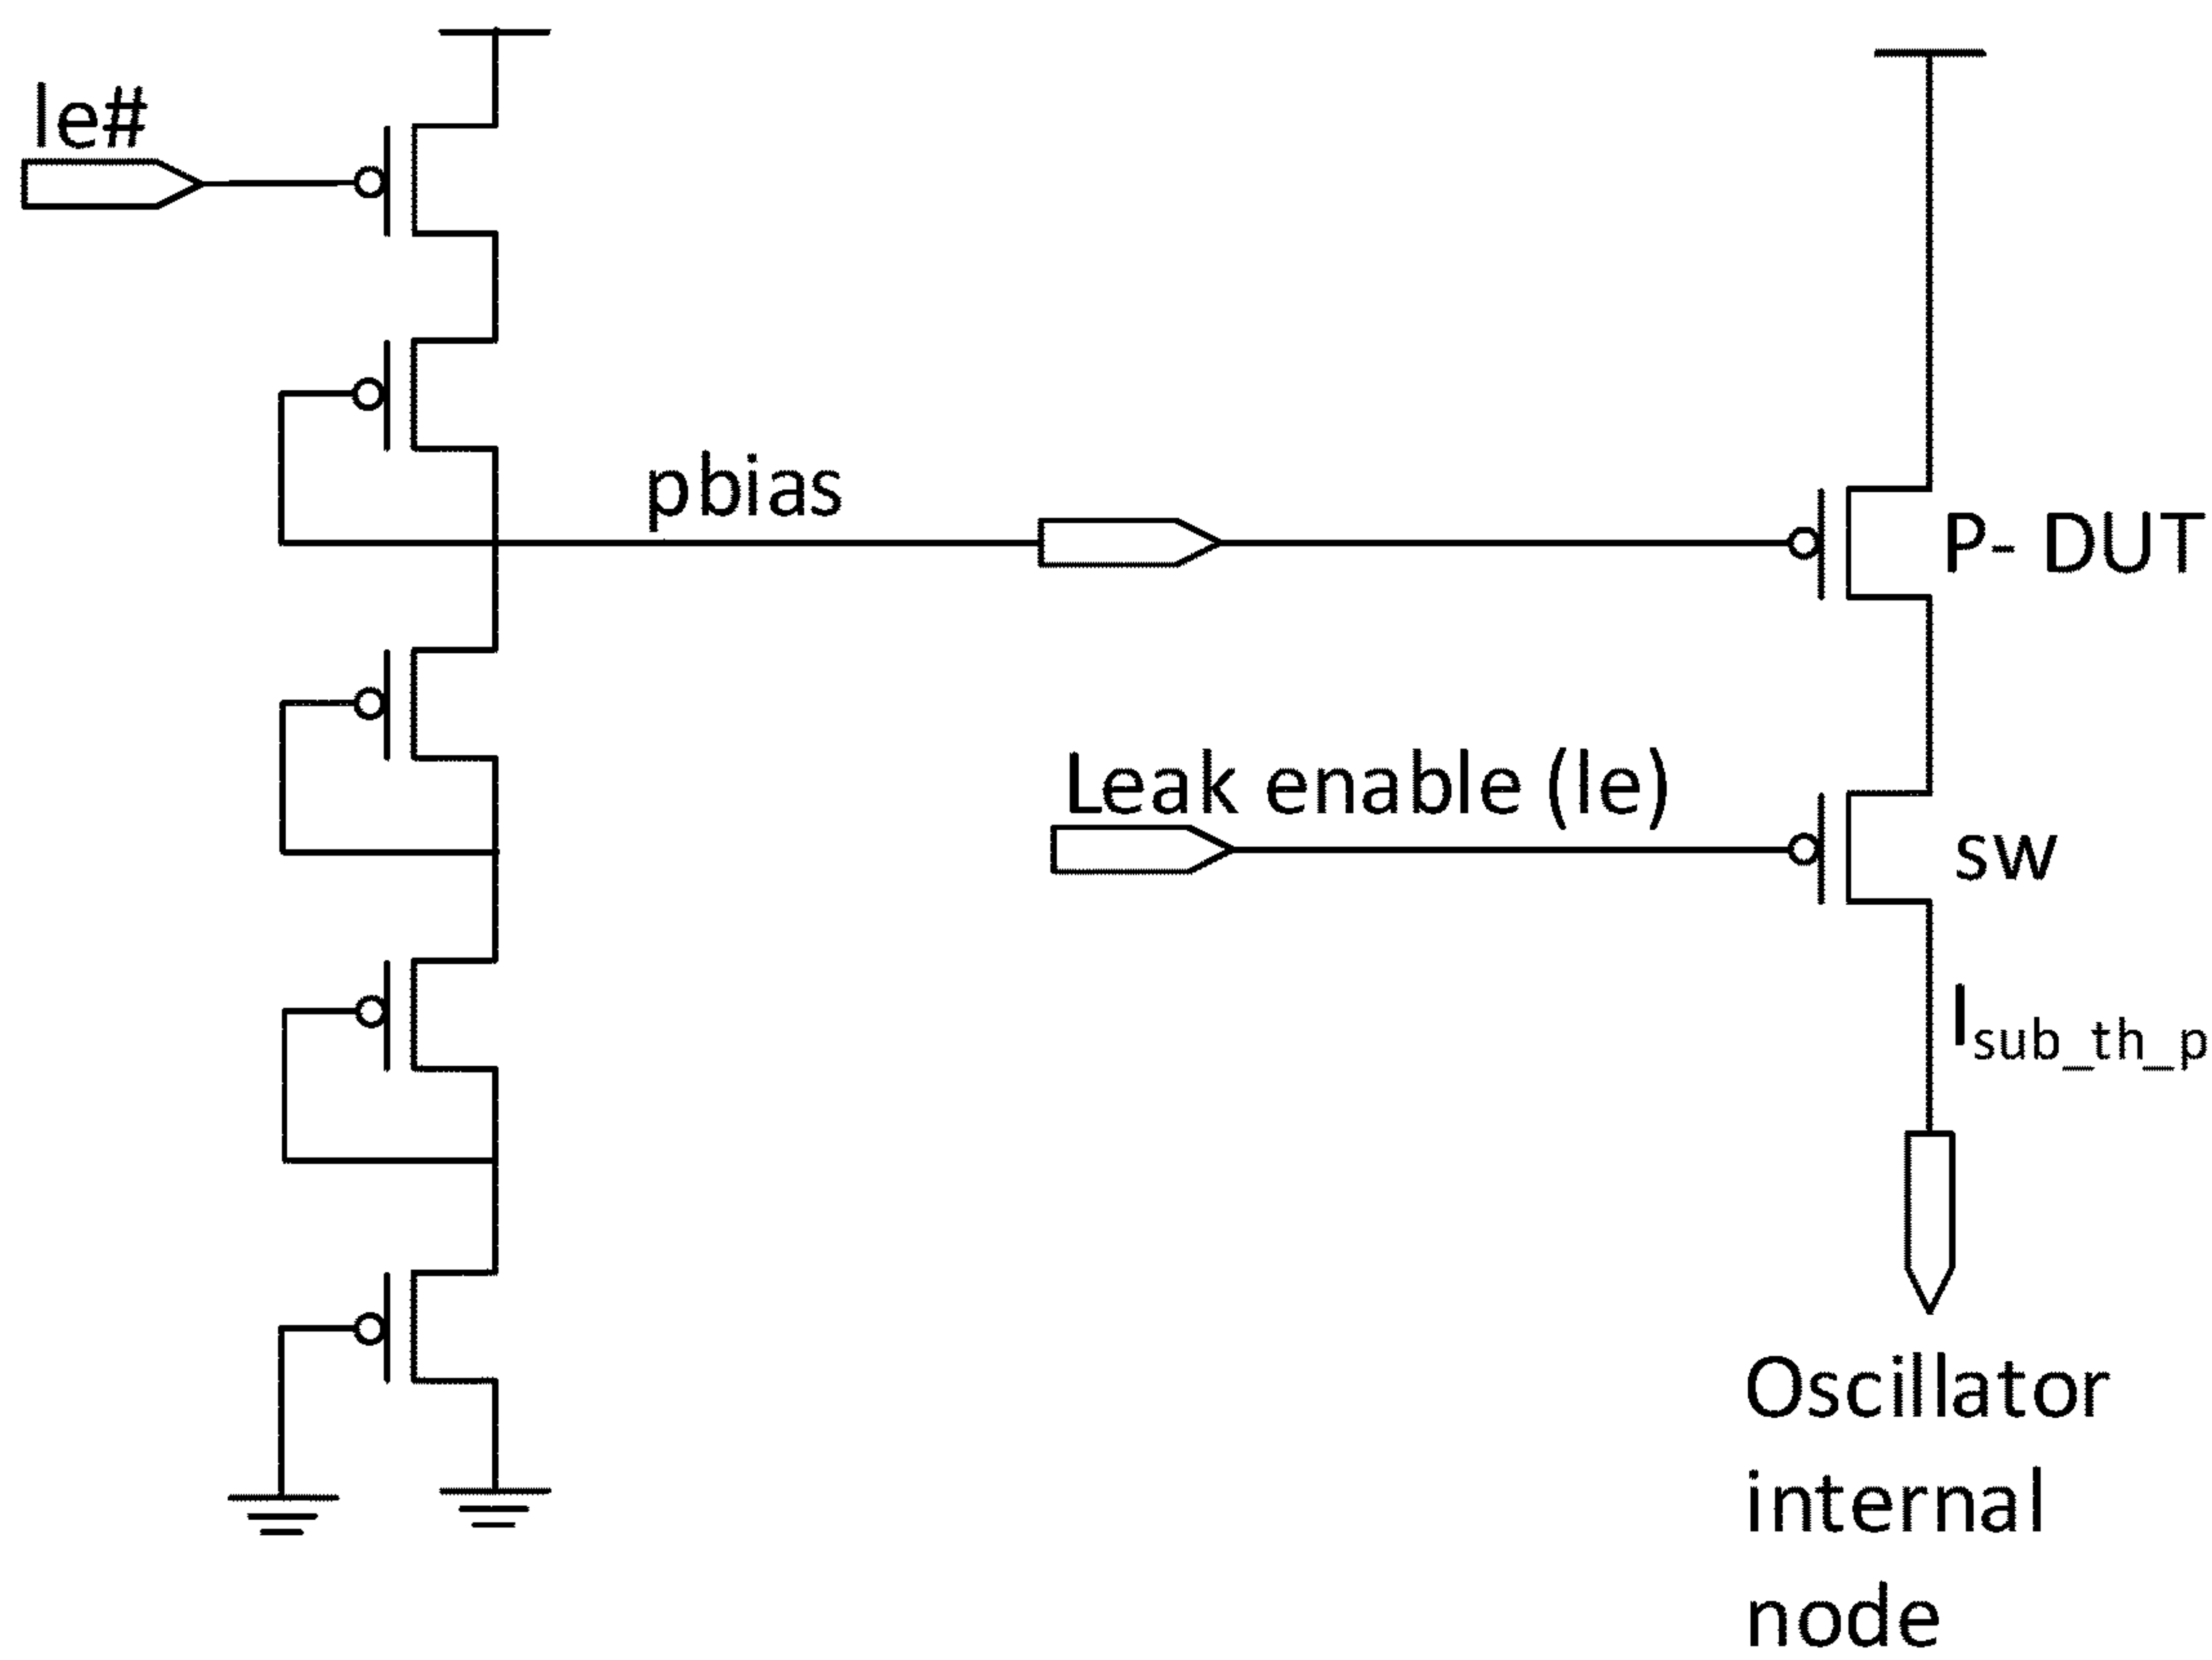 le#
pbias
P- DUT
Leak enable (le)
sw
Isub_th_p
Oscillator
internal
node